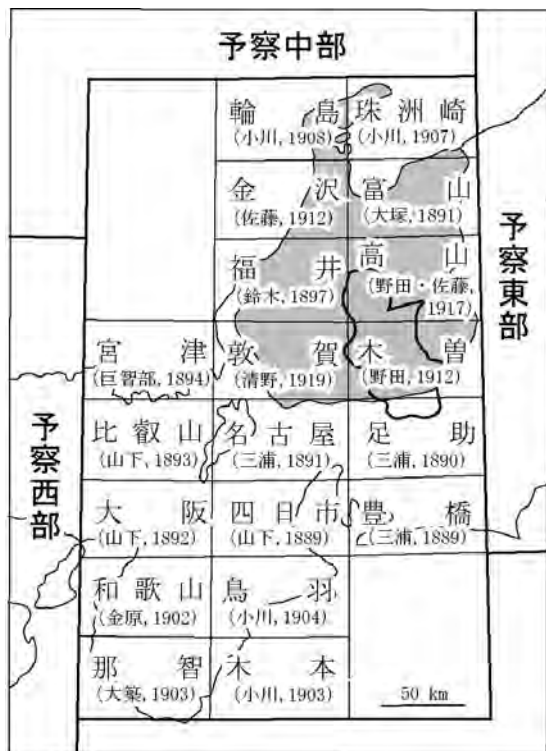 予察中部
輪島 珠洲崎
(小川, 1908) (小川, 1907)
金沢 富山
(佐藤, 1912) (大塚, 1891)
福井 高山
(鈴木, 1897) (野田・佐藤, 1917)
予察東部
宮津 敦賀 木曽
(巨智部, 1894) (清野, 1919) (野田, 1912)
予察西部
比叡山 名古屋 足助
(山下, 1893) (三浦, 1891) (三浦, 1890)
大阪 四日市 豊橋
(山下, 1892) (山下, 1889) (三浦, 1889)
和歌山 鳥羽
(金原, 1902) (小川, 1904)
那智 木本
(大築, 1903) (小川, 1903)
50 km